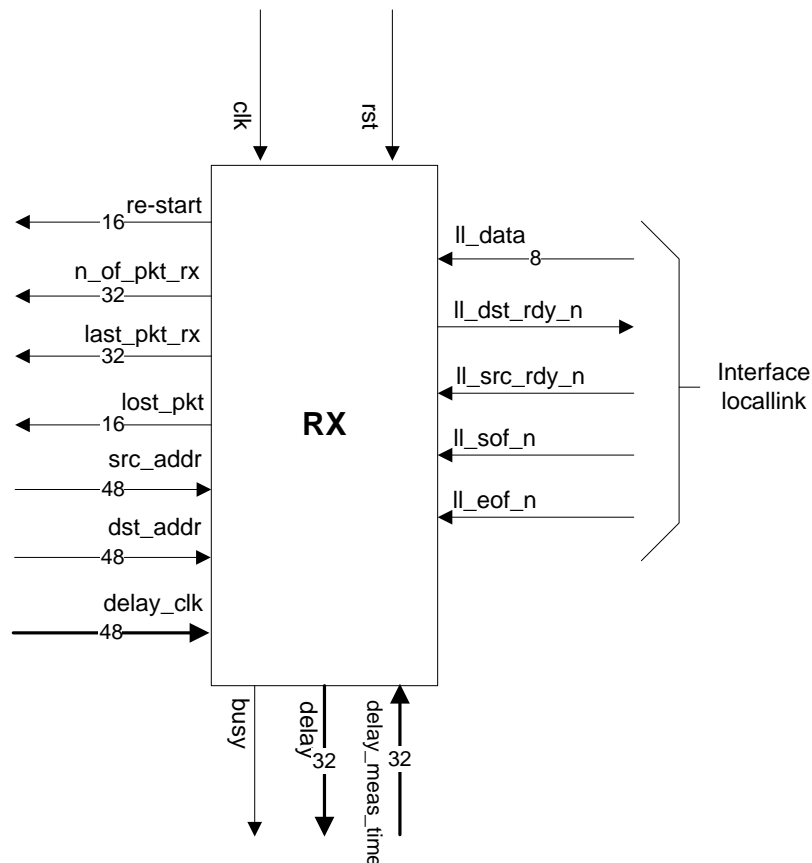 clk
rst
re-start
16
n_of_pkt_rx
32
last_pkt_rx
32
lost_pkt
16
src_addr
48
dst_addr
48
delay_clk
48
RX
ll_data
8
ll_dst_rdy_n
ll_src_rdy_n
ll_sof_n
ll_eof_n
Interface
locallink
busy
delay
32
delay_meas_time
32